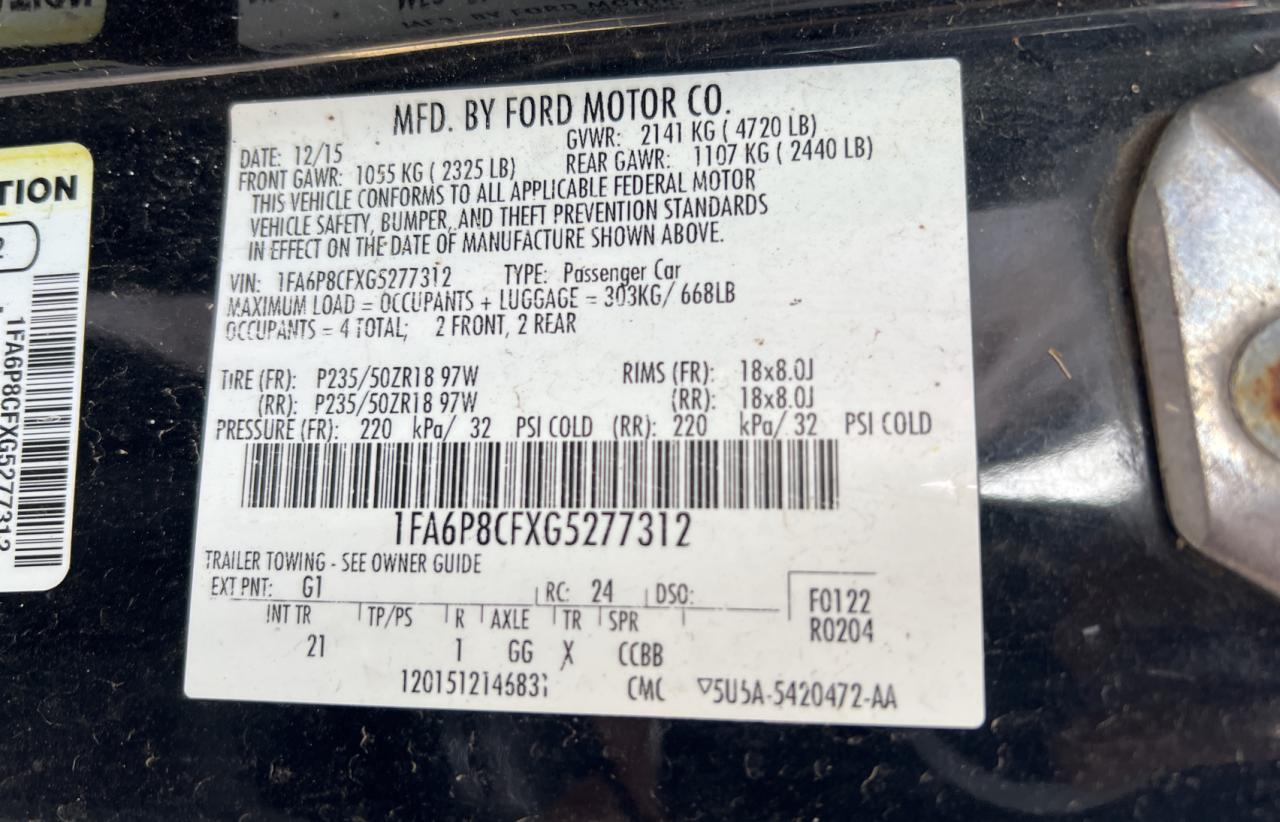 MFD. BY FORD MOTOR
TION
2
1FA6P8CFXG5277312
MFD. BY FORD MOTOR CO.
DATE: 12/15 GVWR: 2141 KG ( 4720 LB)
FRONT GAWR: 1055 KG ( 2325 LB) REAR GAWR: 1107 KG ( 2440 LB)
THIS VEHICLE CONFORMS TO ALL APPLICABLE FEDERAL MOTOR
VEHICLE SAFETY, BUMPER, AND THEFT PREVENTION STANDARDS
IN EFFECT ON THE DATE OF MANUFACTURE SHOWN ABOVE.
VIN: 1FA6P8CFXG5277312 TYPE: Passenger Car
MAXIMUM LOAD = OCCUPANTS + LUGGAGE = 303KG/ 668LB
OCCUPANTS = 4 TOTAL; 2 FRONT, 2 REAR
TIRE (FR): P235/50ZR18 97W RIMS (FR): 18x8.0J
(RR): P235/50ZR18 97W (RR): 18x8.0J
PRESSURE (FR): 220 kPa/ 32 PSI COLD (RR): 220 kPa/ 32 PSI COLD
1FA6P8CFXG5277312
TRAILER TOWING - SEE OWNER GUIDE
EXT PNT: G1 RC: 24 DSO: F0122
INT TR TP/PS R AXLE TR SPR R0204
21 1 GG X CCBB
CMC ▽5U5A-5420472-AA